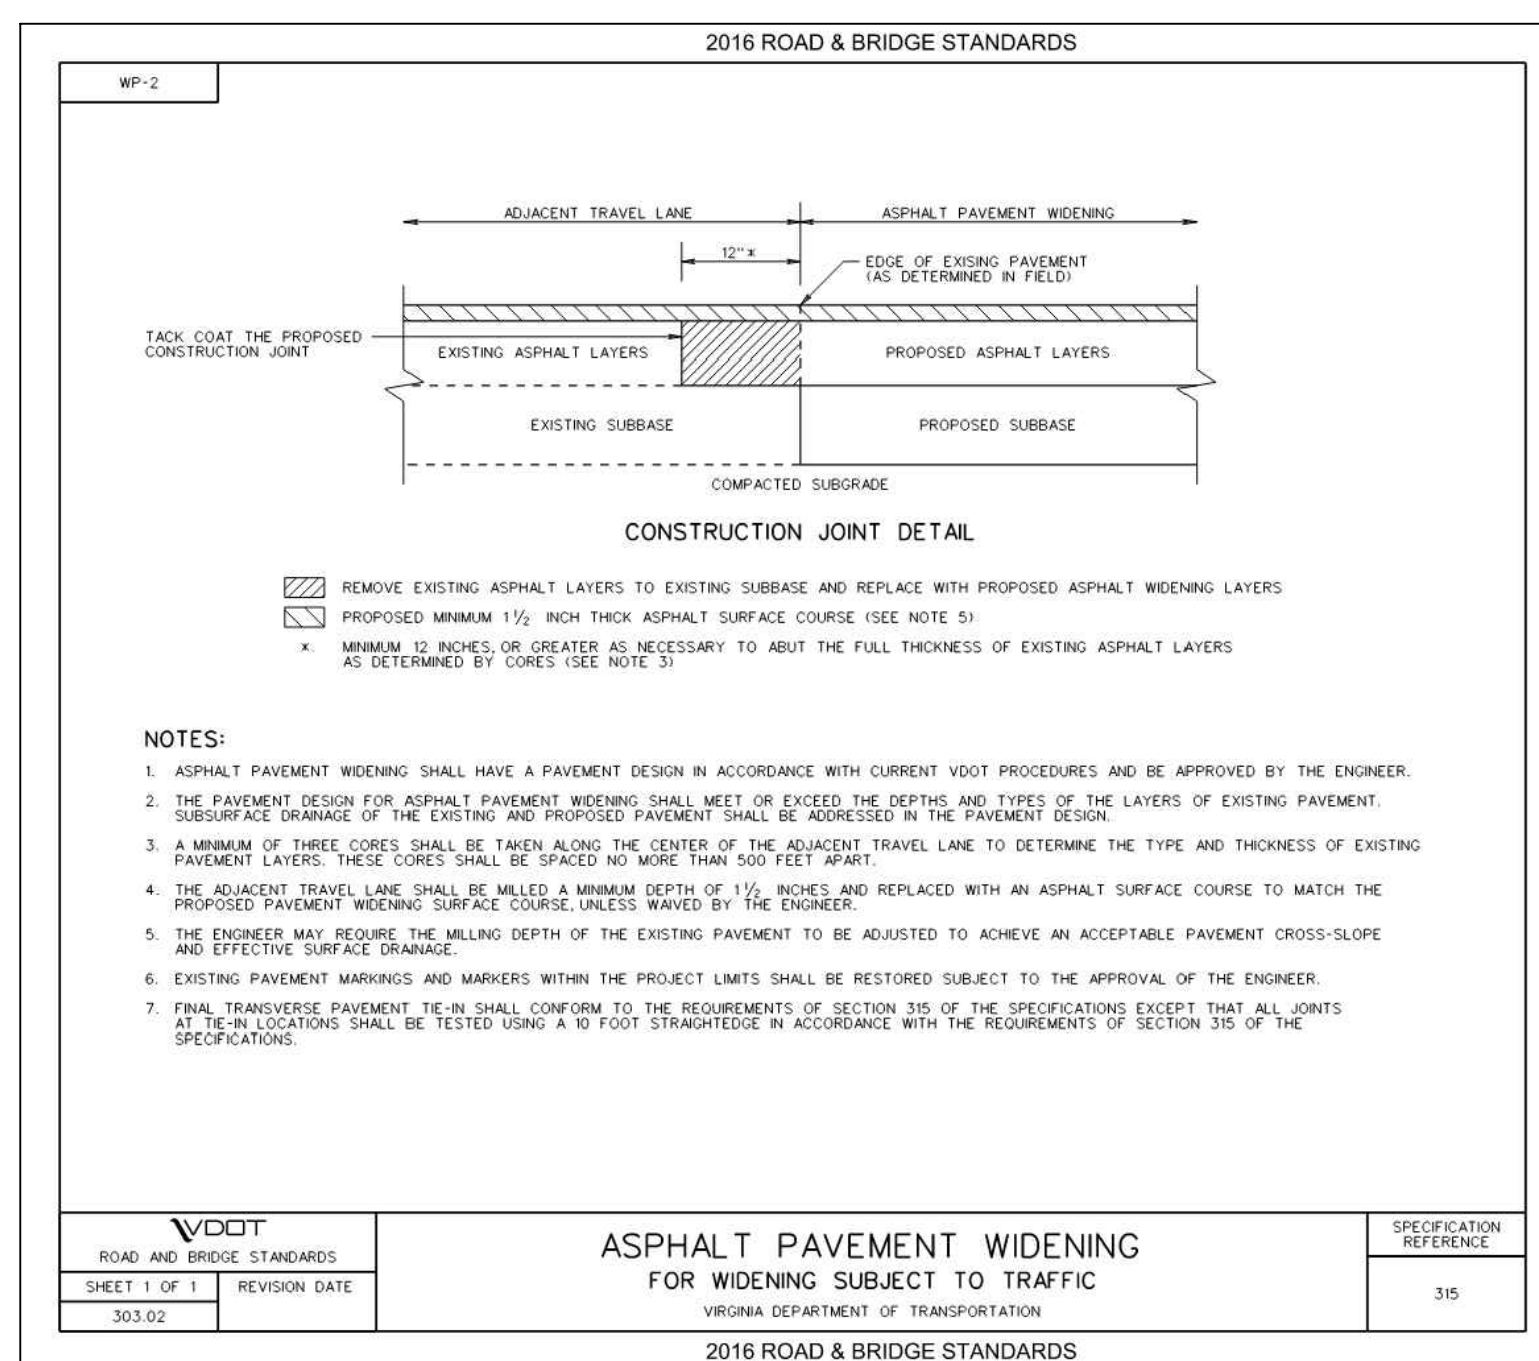 2016 ROAD & BRIDGE STANDARDS
WP-2
ADJACENT TRAVEL LANE
ASPHALT PAVEMENT WIDENING
12" *
EDGE OF EXISING PAVEMENT
(AS DETERMINED IN FIELD)
TACK COAT THE PROPOSED
CONSTRUCTION JOINT
EXISTING ASPHALT LAYERS
PROPOSED ASPHALT LAYERS
EXISTING SUBBASE
PROPOSED SUBBASE
COMPACTED SUBGRADE
CONSTRUCTION JOINT DETAIL
REMOVE EXISTING ASPHALT LAYERS TO EXISTING SUBBASE AND REPLACE WITH PROPOSED ASPHALT WIDENING LAYERS
PROPOSED MINIMUM 1 1/2 INCH THICK ASPHALT SURFACE COURSE (SEE NOTE 5)
*. MINIMUM 12 INCHES, OR GREATER AS NECESSARY TO ABUT THE FULL THICKNESS OF EXISTING ASPHALT LAYERS
AS DETERMINED BY CORES (SEE NOTE 3)
NOTES:
1. ASPHALT PAVEMENT WIDENING SHALL HAVE A PAVEMENT DESIGN IN ACCORDANCE WITH CURRENT VDOT PROCEDURES AND BE APPROVED BY THE ENGINEER.
2. THE PAVEMENT DESIGN FOR ASPHALT PAVEMENT WIDENING SHALL MEET OR EXCEED THE DEPTHS AND TYPES OF THE LAYERS OF EXISTING PAVEMENT.
SUBSURFACE DRAINAGE OF THE EXISTING AND PROPOSED PAVEMENT SHALL BE ADDRESSED IN THE PAVEMENT DESIGN.
3. A MINIMUM OF THREE CORES SHALL BE TAKEN ALONG THE CENTER OF THE ADJACENT TRAVEL LANE TO DETERMINE THE TYPE AND THICKNESS OF EXISTING
PAVEMENT LAYERS. THESE CORES SHALL BE SPACED NO MORE THAN 500 FEET APART.
4. THE ADJACENT TRAVEL LANE SHALL BE MILLED A MINIMUM DEPTH OF 1 1/2 INCHES AND REPLACED WITH AN ASPHALT SURFACE COURSE TO MATCH THE
PROPOSED PAVEMENT WIDENING SURFACE COURSE, UNLESS WAIVED BY THE ENGINEER.
5. THE ENGINEER MAY REQUIRE THE MILLING DEPTH OF THE EXISTING PAVEMENT TO BE ADJUSTED TO ACHIEVE AN ACCEPTABLE PAVEMENT CROSS-SLOPE
AND EFFECTIVE SURFACE DRAINAGE.
6. EXISTING PAVEMENT MARKINGS AND MARKERS WITHIN THE PROJECT LIMITS SHALL BE RESTORED SUBJECT TO THE APPROVAL OF THE ENGINEER.
7. FINAL TRANSVERSE PAVEMENT TIE-IN SHALL CONFORM TO THE REQUIREMENTS OF SECTION 315 OF THE SPECIFICATIONS EXCEPT THAT ALL JOINTS
AT TIE-IN LOCATIONS SHALL BE TESTED USING A 10 FOOT STRAIGHTEDGE IN ACCORDANCE WITH THE REQUIREMENTS OF SECTION 315 OF THE
SPECIFICATIONS.
VDOT
ROAD AND BRIDGE STANDARDS
SHEET 1 OF 1
REVISION DATE
303.02
ASPHALT PAVEMENT WIDENING
FOR WIDENING SUBJECT TO TRAFFIC
VIRGINIA DEPARTMENT OF TRANSPORTATION
SPECIFICATION
REFERENCE
315
2016 ROAD & BRIDGE STANDARDS